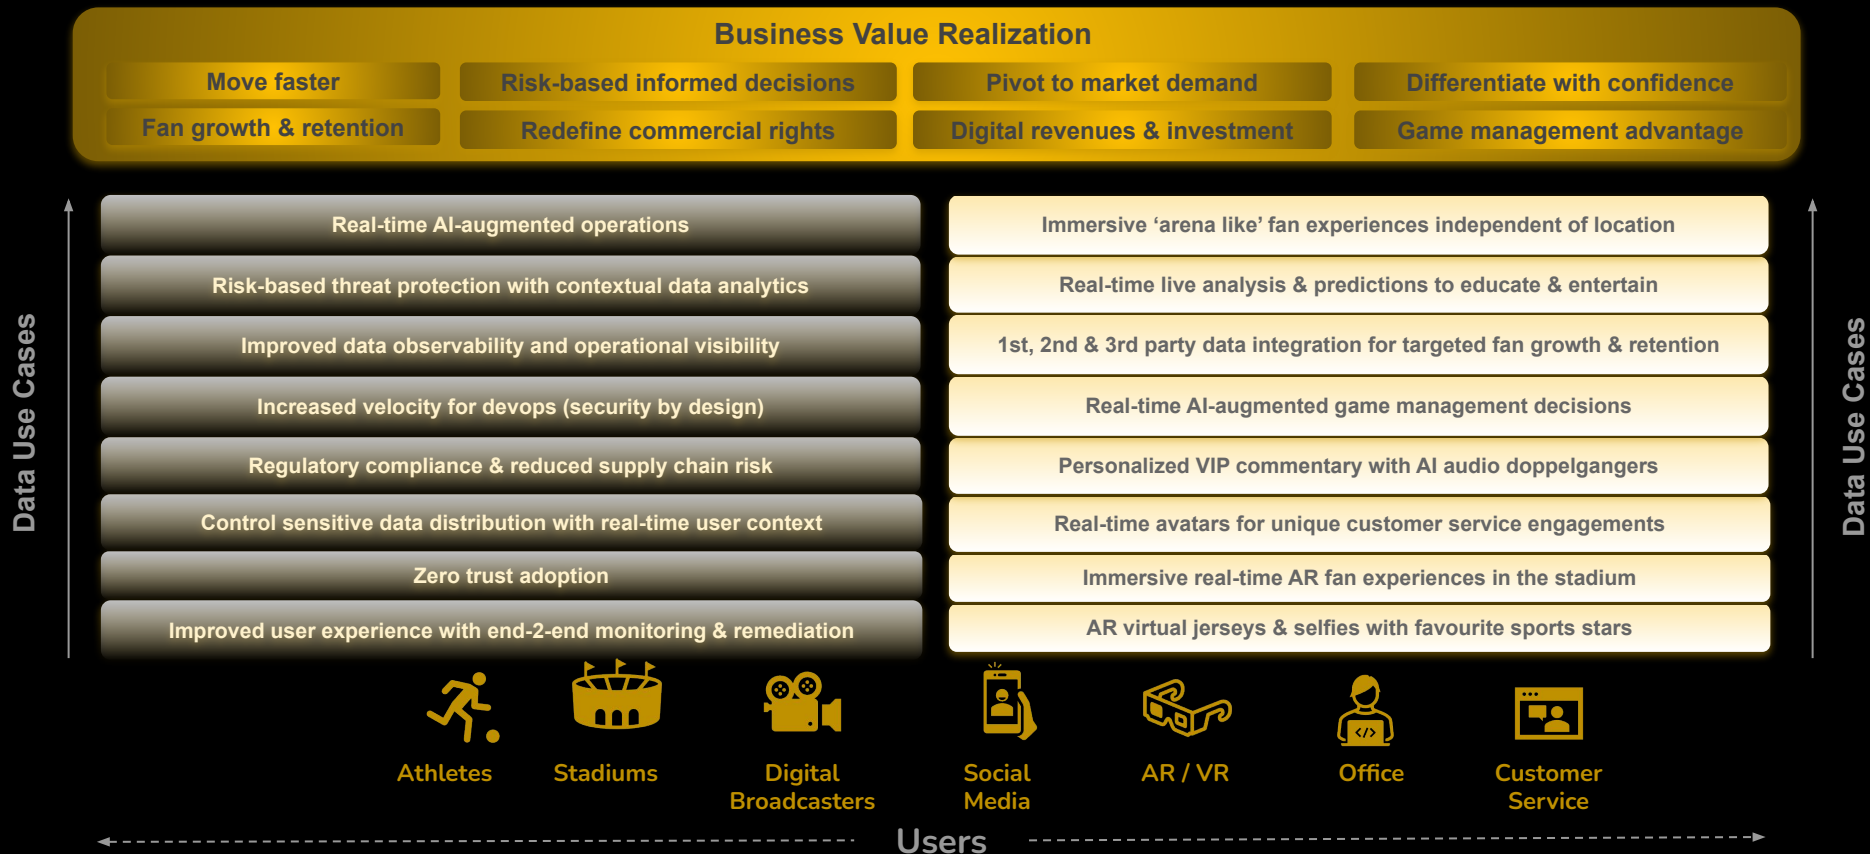 Business Value Realization
Move faster
Risk-based informed decisions
Pivot to market demand
Differentiate with confidence
Fan growth & retention
Redefine commercial rights
Digital revenues & investment
Game management advantage
Data Use Cases
Real-time AI-augmented operations
Risk-based threat protection with contextual data analytics
Improved data observability and operational visibility
Increased velocity for devops (security by design)
Regulatory compliance & reduced supply chain risk
Control sensitive data distribution with real-time user context
Zero trust adoption
Improved user experience with end-2-end monitoring & remediation
Immersive ‘arena like’ fan experiences independent of location
Real-time live analysis & predictions to educate & entertain
1st, 2nd & 3rd party data integration for targeted fan growth & retention
Real-time AI-augmented game management decisions
Personalized VIP commentary with AI audio doppelgangers
Real-time avatars for unique customer service engagements
Immersive real-time AR fan experiences in the stadium
AR virtual jerseys & selfies with favourite sports stars
Data Use Cases
</> 
Athletes
Stadiums
Digital
Broadcasters
Social
Media
AR / VR
Office
Customer
Service
Users